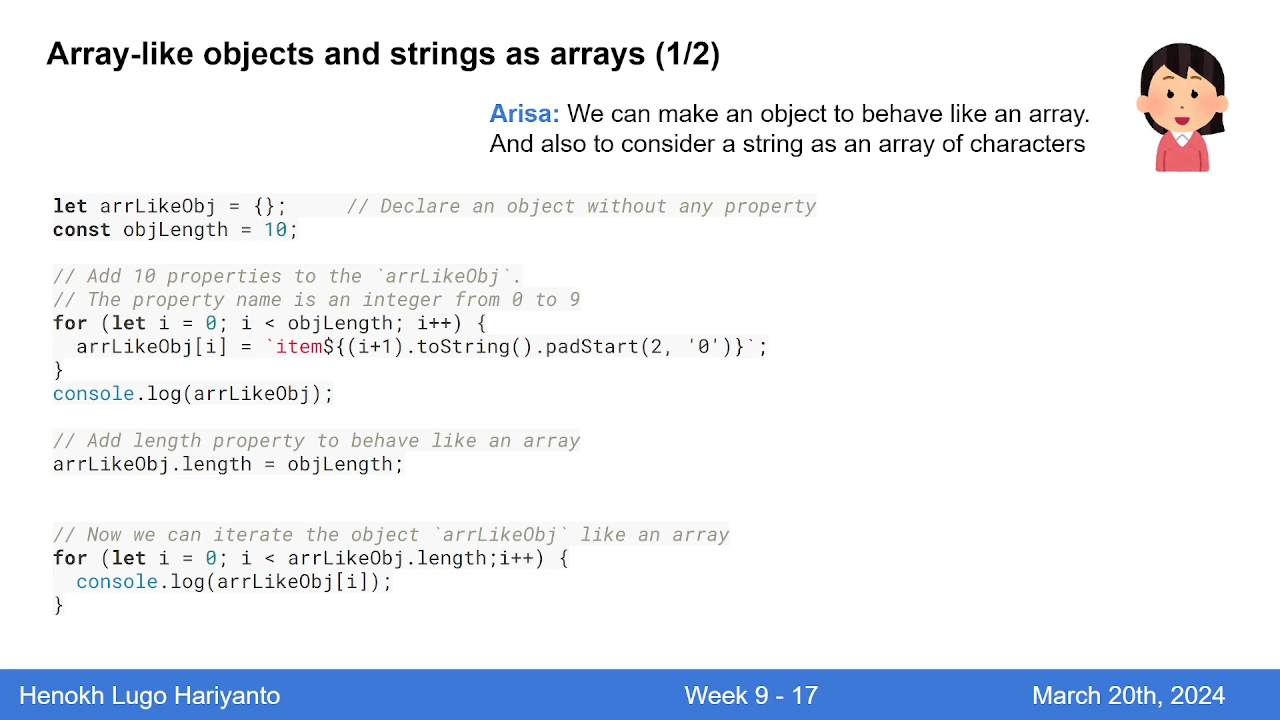 Array-like objects and strings as arrays (1/2)
Arisa: We can make an object to behave like an array.
And also to consider a string as an array of characters
let arrLikeObj = {};     // Declare an object without any property
const objLength = 10;
// Add 10 properties to the `arrLikeObj`.
// The property name is an integer from 0 to 9
for (let i = 0; i < objLength; i++) {
  arrLikeObj[i] = `item${(i+1).toString().padStart(2, '0')}`;
}
console.log(arrLikeObj);
// Add length property to behave like an array
arrLikeObj.length = objLength;
// Now we can iterate the object `arrLikeObj` like an array
for (let i = 0; i < arrLikeObj.length;i++) {
  console.log(arrLikeObj[i]);
}
Henokh Lugo Hariyanto
Week 9 - 17
March 20th, 2024